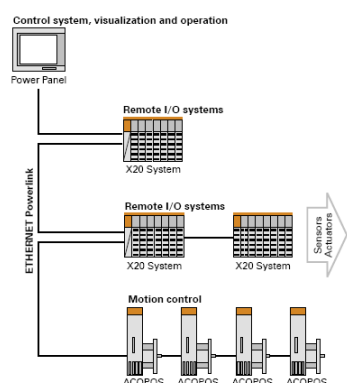 Control system, visualization and operation
Power Panel
Remote I/O systems
X20 System
ETHERNET Powerlink
Remote I/O systems
X20 System
X20 System
Sensors
Actuators
Motion control
ACOPOS
ACOPOS
ACOPOS
ACOPOS